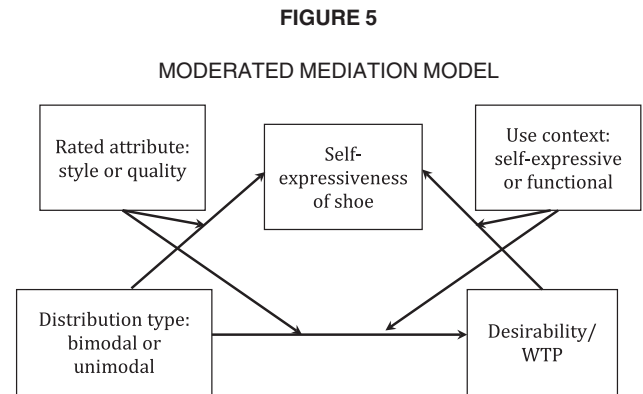 FIGURE 5
MODERATED MEDIATION MODEL
Rated attribute:
style or quality
Self-
expressiveness
of shoe
Use context:
self-expressive
or functional
Distribution type:
bimodal or
unimodal
Desirability/
WTP